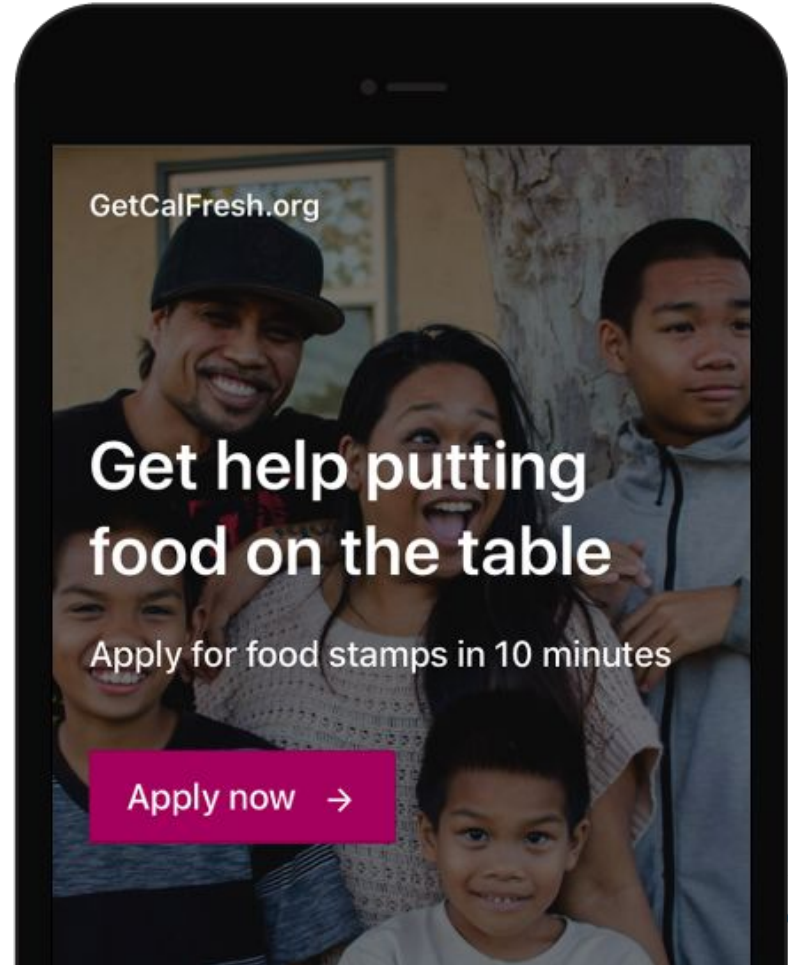 GetCalFresh.org
Get help putting
food on the table
Apply for food stamps in 10 minutes
Apply now →